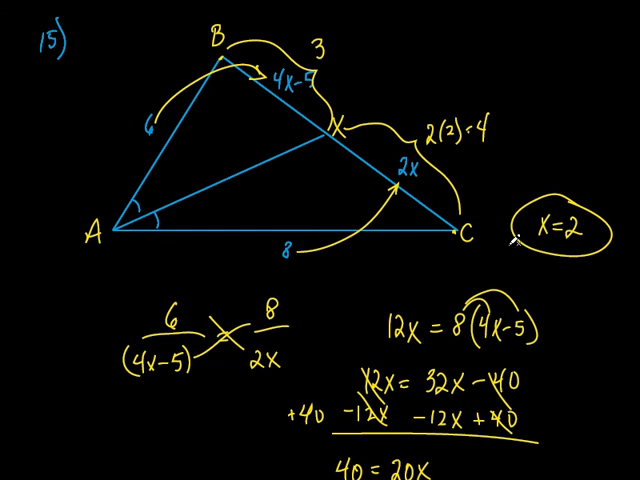 15)
B
3
4x-5
6
X
2(2)=4
2x
A
8
C
x=2
6/(4x-5) = 8/2x
12x = 8(4x-5)
12x = 32x -40
+40 -12x -12x +40
40 = 20x